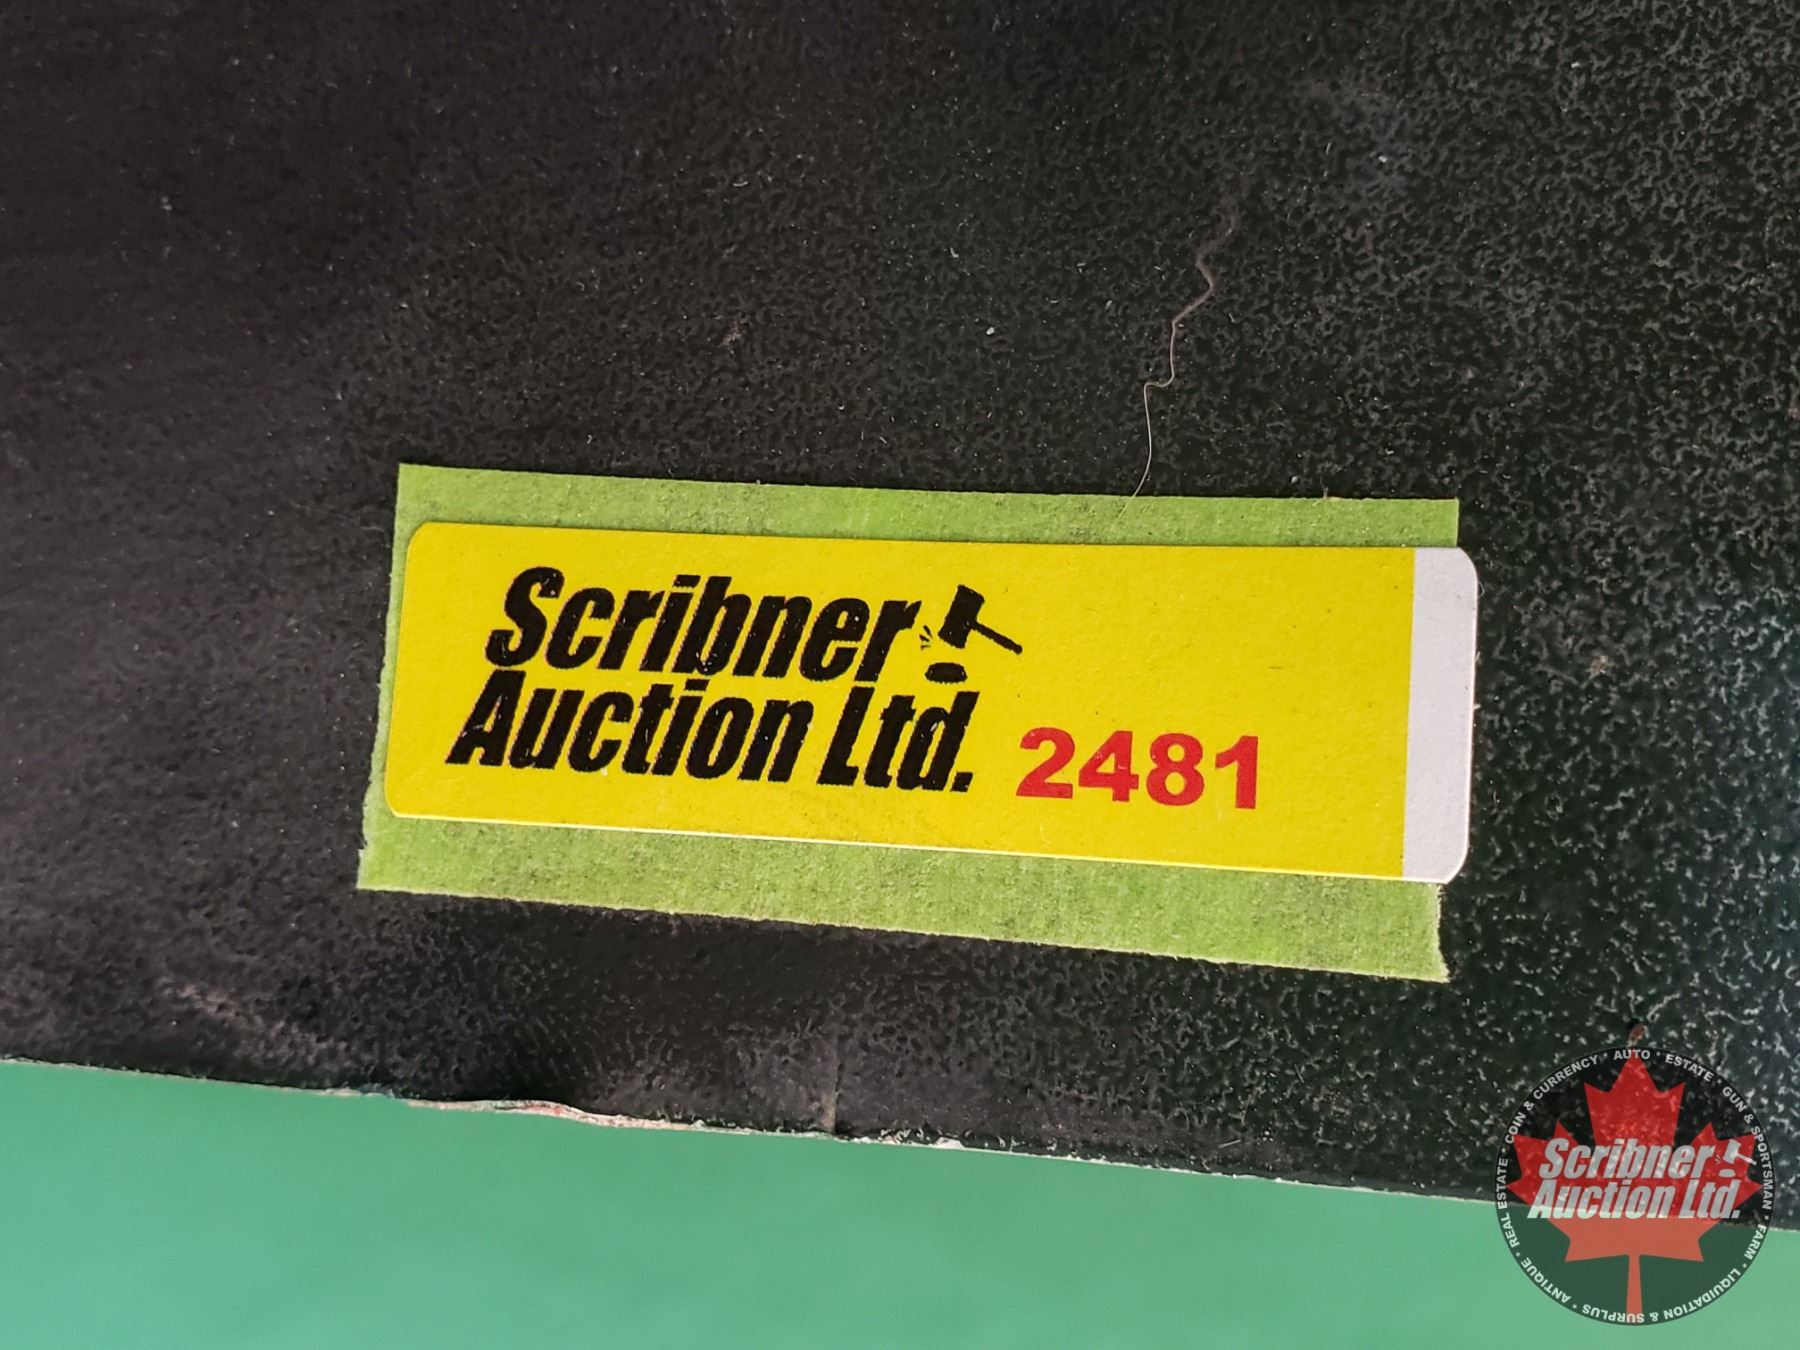 Scribner
Auction Ltd. 2481
REAL ESTATE * COIN & CURRENCY * AUTO * ESTATE * GUN & SPORTSMAN * FARM * LIQUIDATION & SURPLUS * ANTIQUE *
Scribner
Auction Ltd.